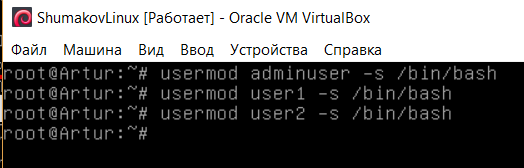 ShumakovLinux [Работает] - Oracle VM VirtualBox
Файл Машина Вид Ввод Устройства Справка
root@Artur:~# usermod adminuser -s /bin/bash
root@Artur:~# usermod user1 -s /bin/bash
root@Artur:~# usermod user2 -s /bin/bash
root@Artur:~#